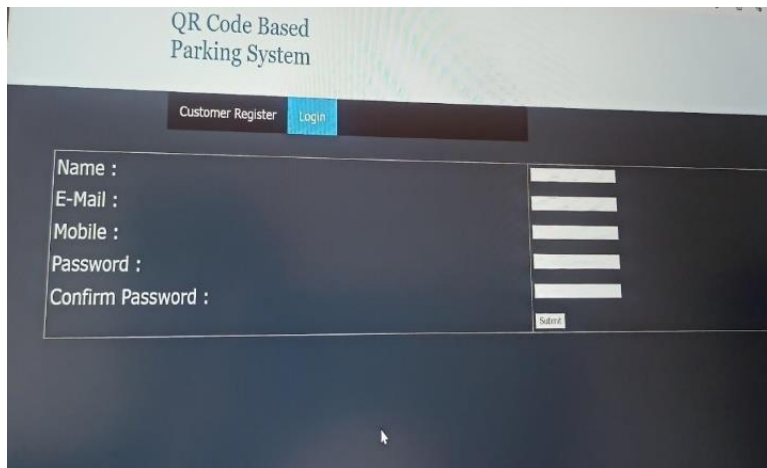 QR Code Based
Parking System
Customer Register Login
Name :
E-Mail :
Mobile :
Password :
Confirm Password :
Submit